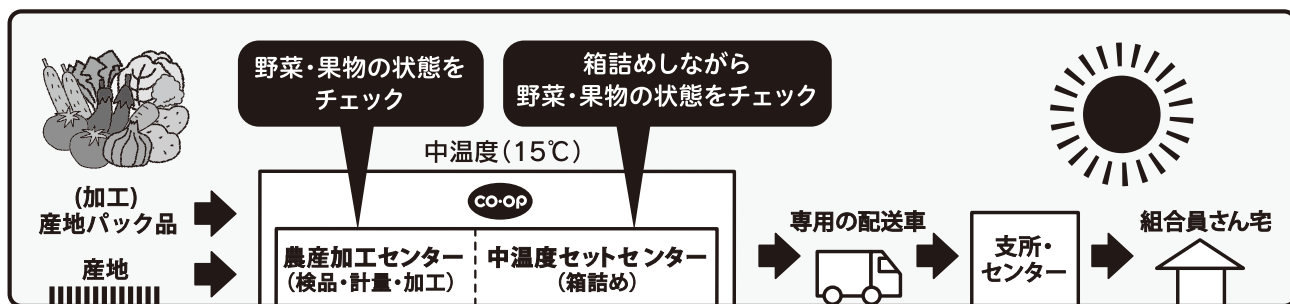 野菜・果物の状態を
チェック
箱詰めしながら
野菜・果物の状態をチェック
中温度(15℃)
CO・OP
(加工)
産地パック品
産地
農産加工センター
(検品・計量・加工)
中温度セットセンター
(箱詰め)
専用の配送車
支所・
センター
組合員さん宅